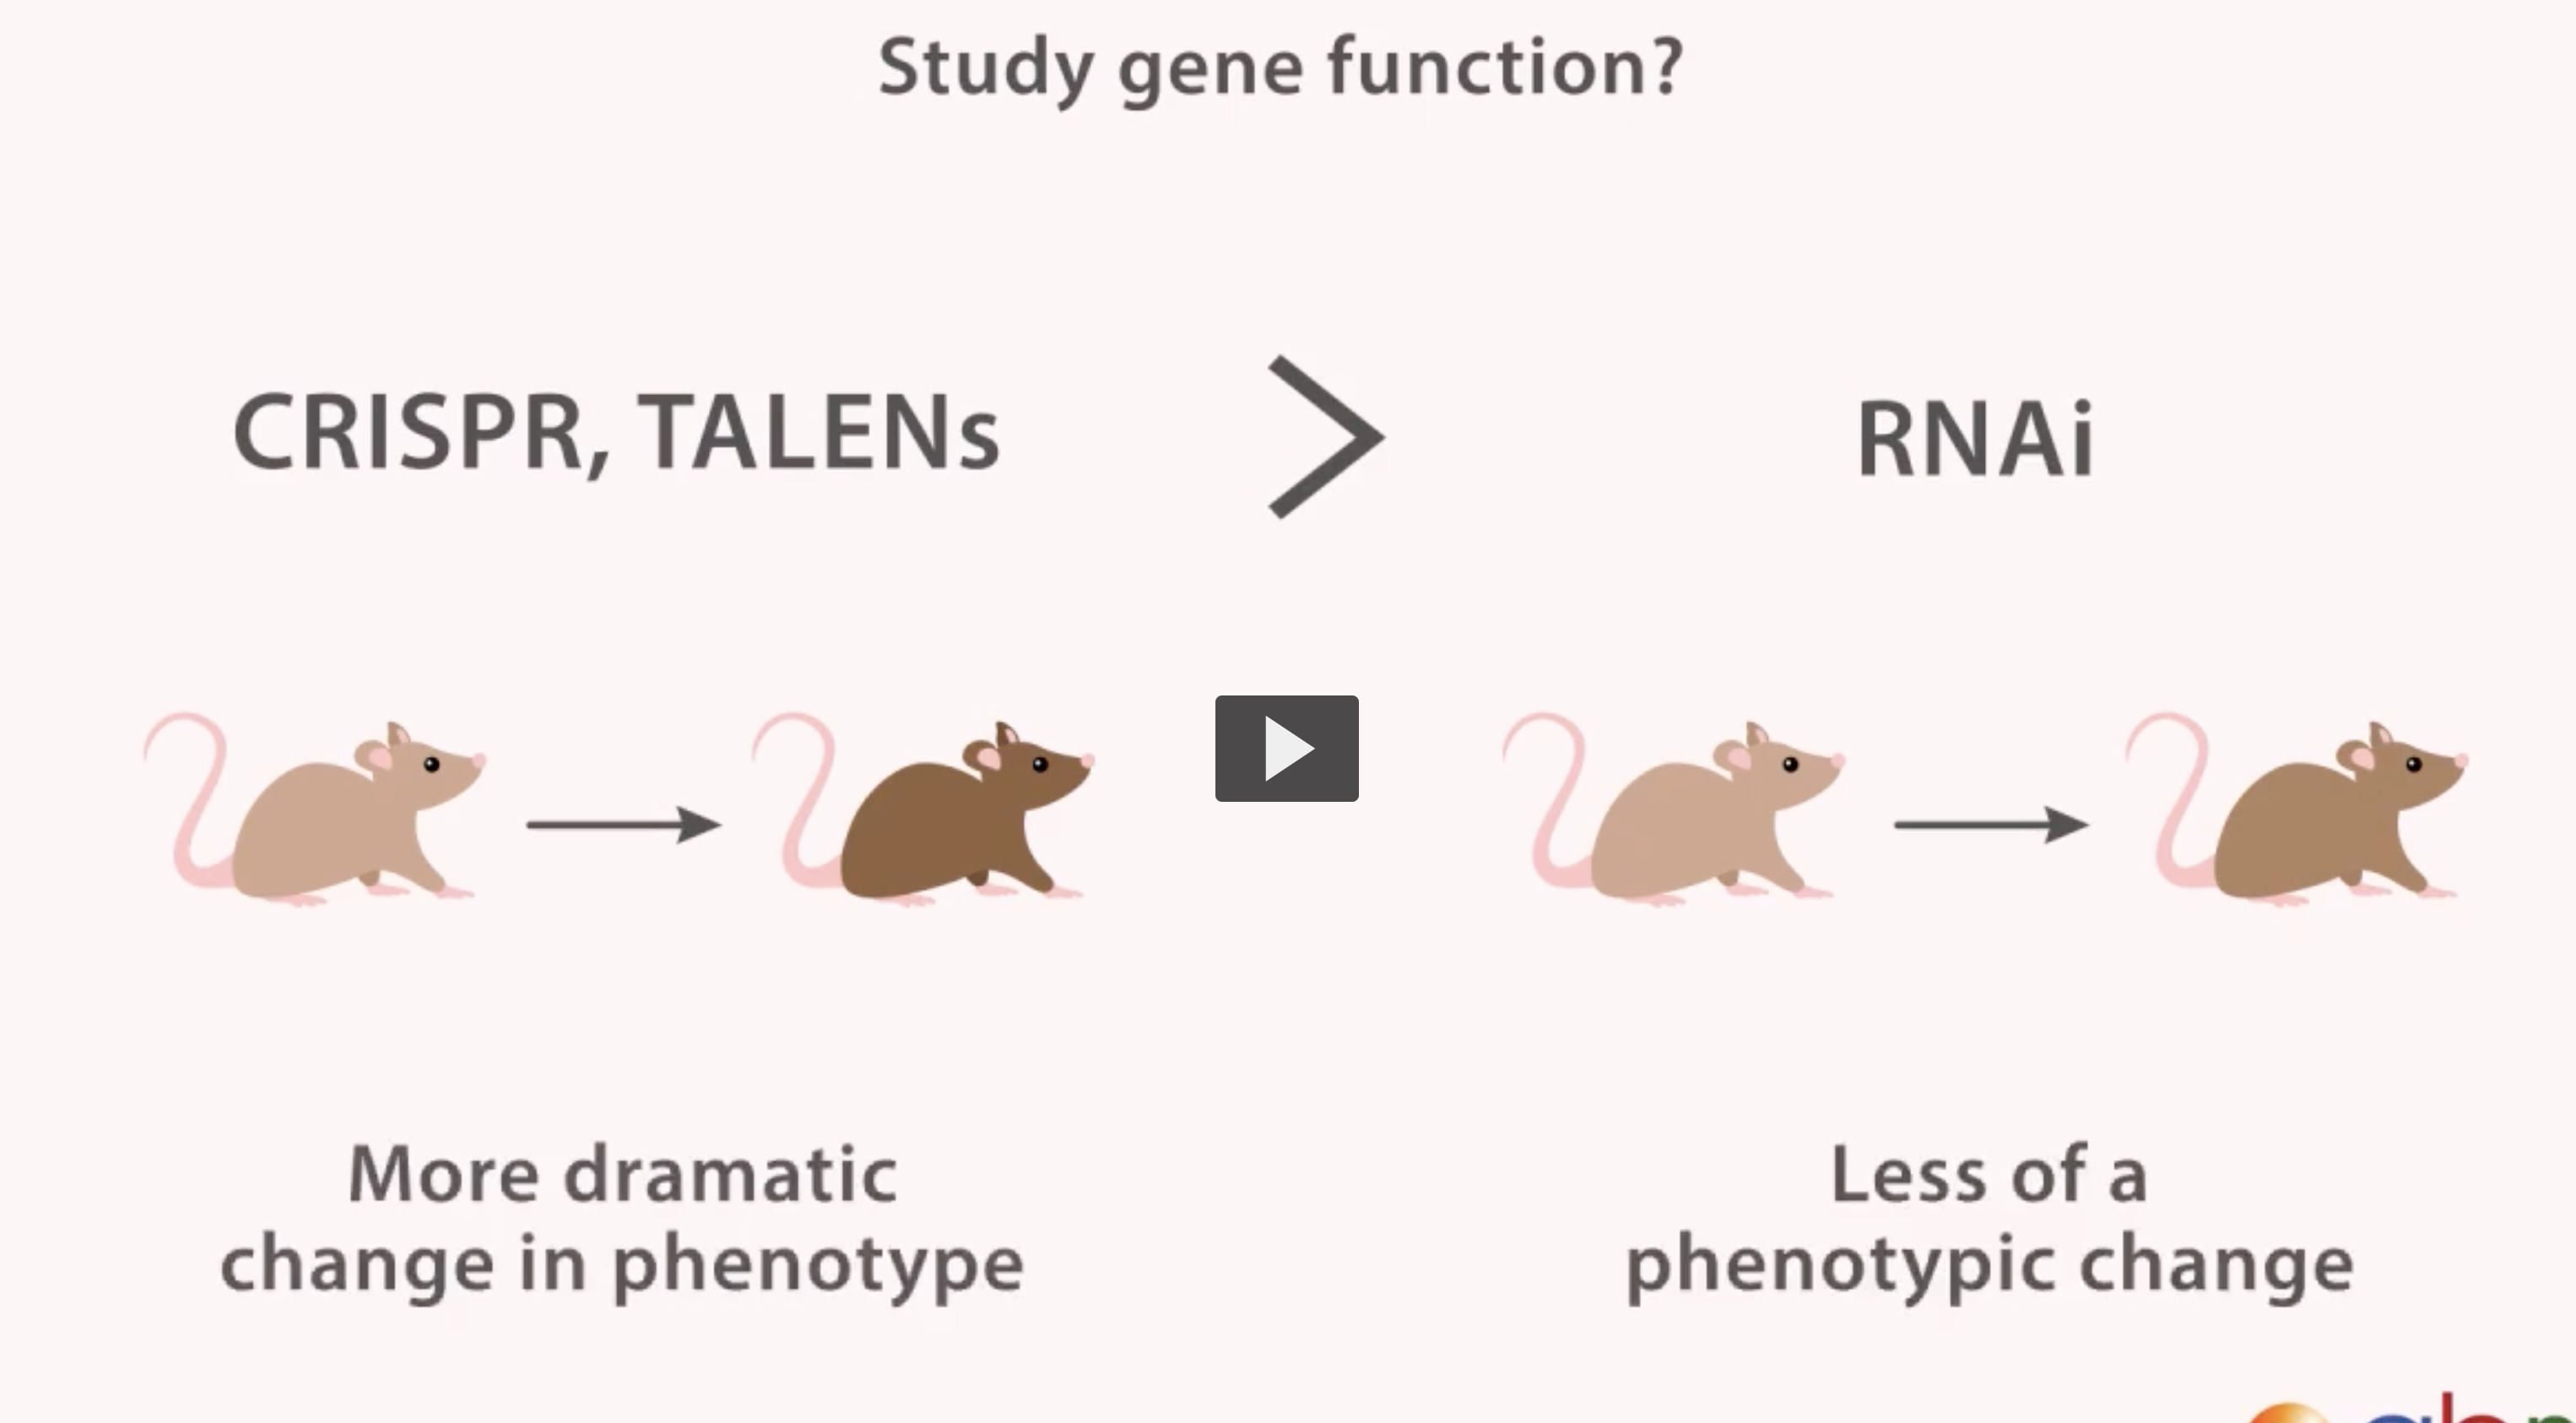 Study gene function?
CRISPR, TALENs > RNAi
More dramatic
change in phenotype
Less of a
phenotypic change